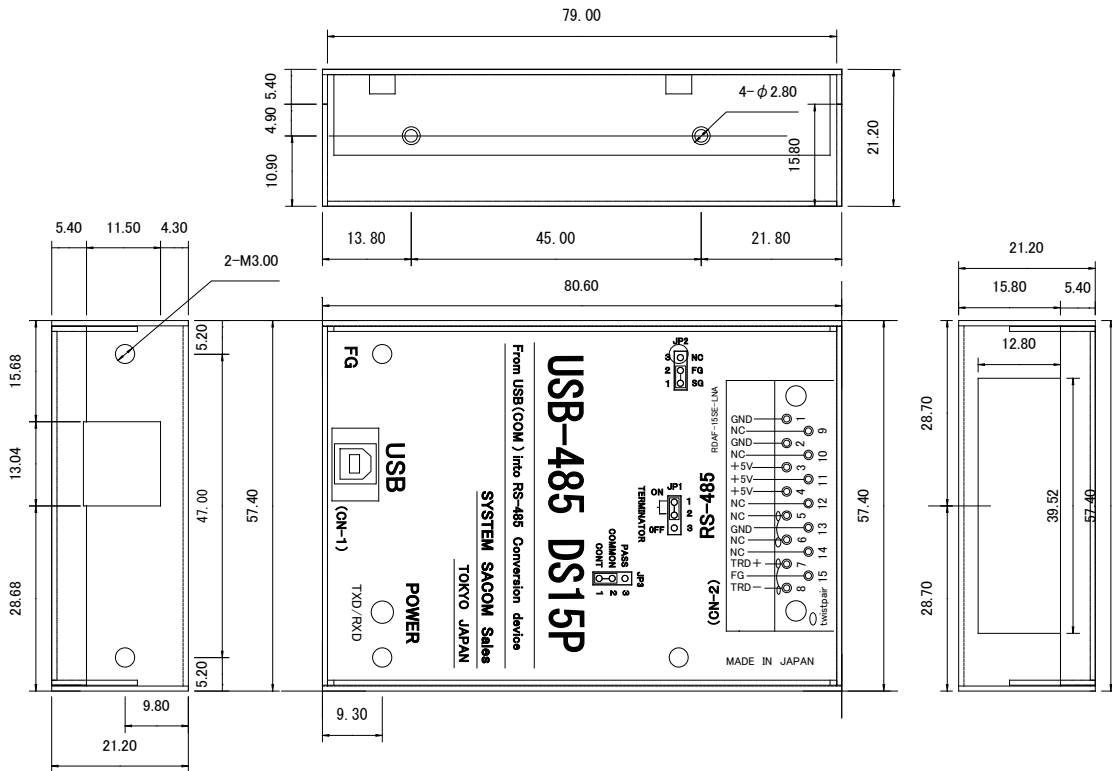 79.00
5.40
4.90
10.90
4-φ2.80
15.80
21.20
13.80
45.00
21.80
5.40
11.50
4.30
2-M3.00
15.68
13.04
28.68
5.20
47.00
5.20
57.40
9.80
21.20
80.60
FG
USB
(CN-1)
POWER
TXD/RXD
From USB(COM) into RS-485 Conversion device
SYSTEM SACOM Sales
TOKYO JAPAN
USB-485 DS15P
JP2
3 NC
2 FG
1 SG
JP1
ON
1
2
OFF
3
TERMINATOR
CONT
COMMON
PASS
1
2
3
JP3
RS-485
(CN-2)
RDAF-15SE-LNA
GND 1
NC 9
GND 2
NC 10
+5V 3
NC 11
+5V 4
NC 12
NC 5
GND 13
NC 6
NC 14
TRD+ 7
FG 15
TRD- 8
twistpair
MADE IN JAPAN
9.30
57.40
21.20
15.80
5.40
12.80
28.70
28.70
39.52
57.40